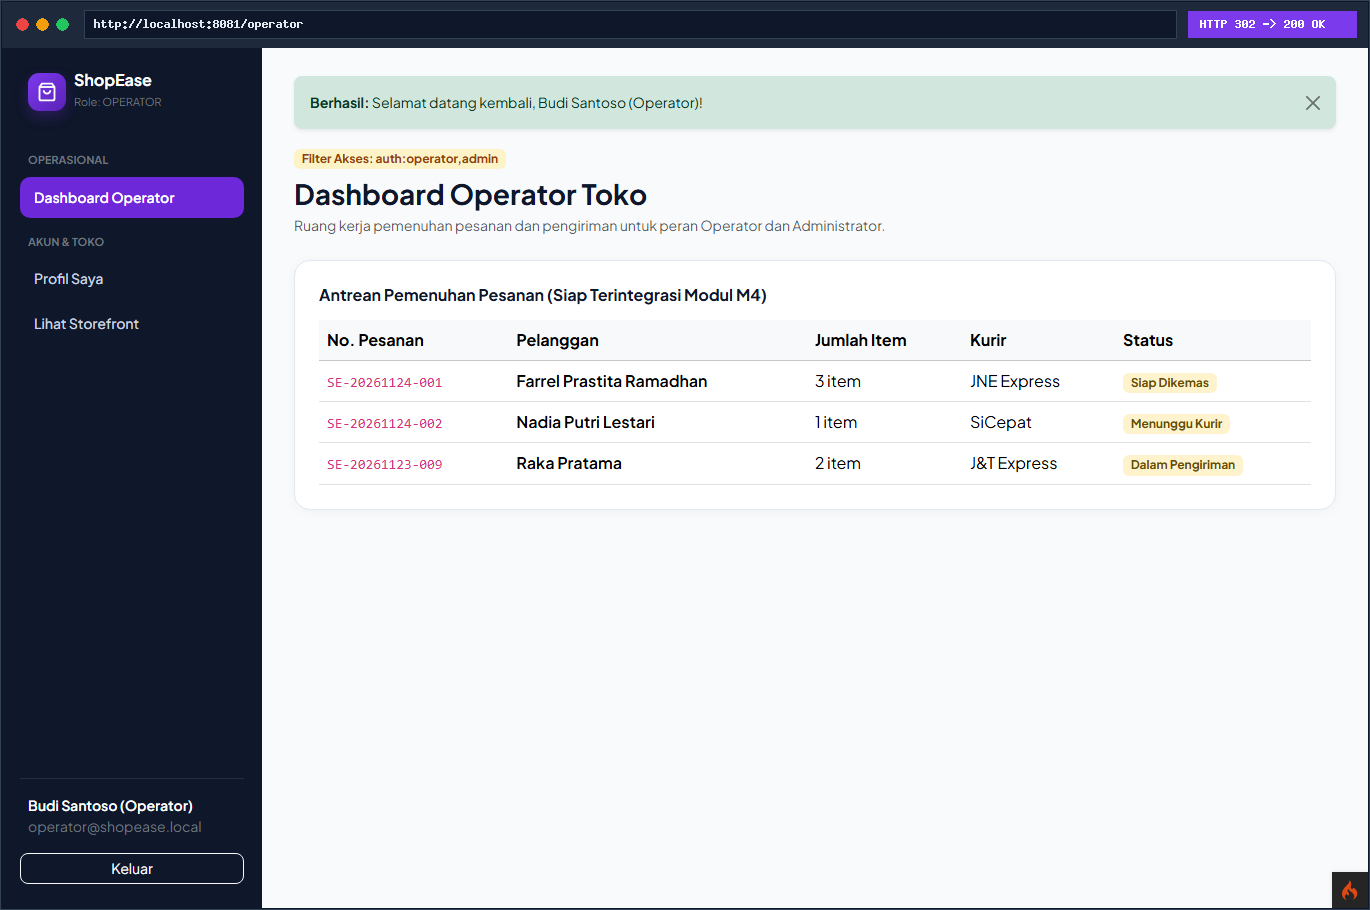 http://localhost:8081/operator
HTTP 302 -> 200 OK
ShopEase
Role: OPERATOR
OPERASIONAL
Dashboard Operator
AKUN & TOKO
Profil Saya
Lihat Storefront
Budi Santoso (Operator)
operator@shopease.local
Keluar
Berhasil: Selamat datang kembali, Budi Santoso (Operator)!
Filter Akses: auth:operator,admin
Dashboard Operator Toko
Ruang kerja pemenuhan pesanan dan pengiriman untuk peran Operator dan Administrator.
Antrean Pemenuhan Pesanan (Siap Terintegrasi Modul M4)
No. Pesanan Pelanggan Jumlah Item Kurir Status
SE-20261124-001 Farrel Prastita Ramadhan 3 item JNE Express Siap Dikemas
SE-20261124-002 Nadia Putri Lestari 1 item SiCepat Menunggu Kurir
SE-20261123-009 Raka Pratama 2 item J&T Express Dalam Pengiriman